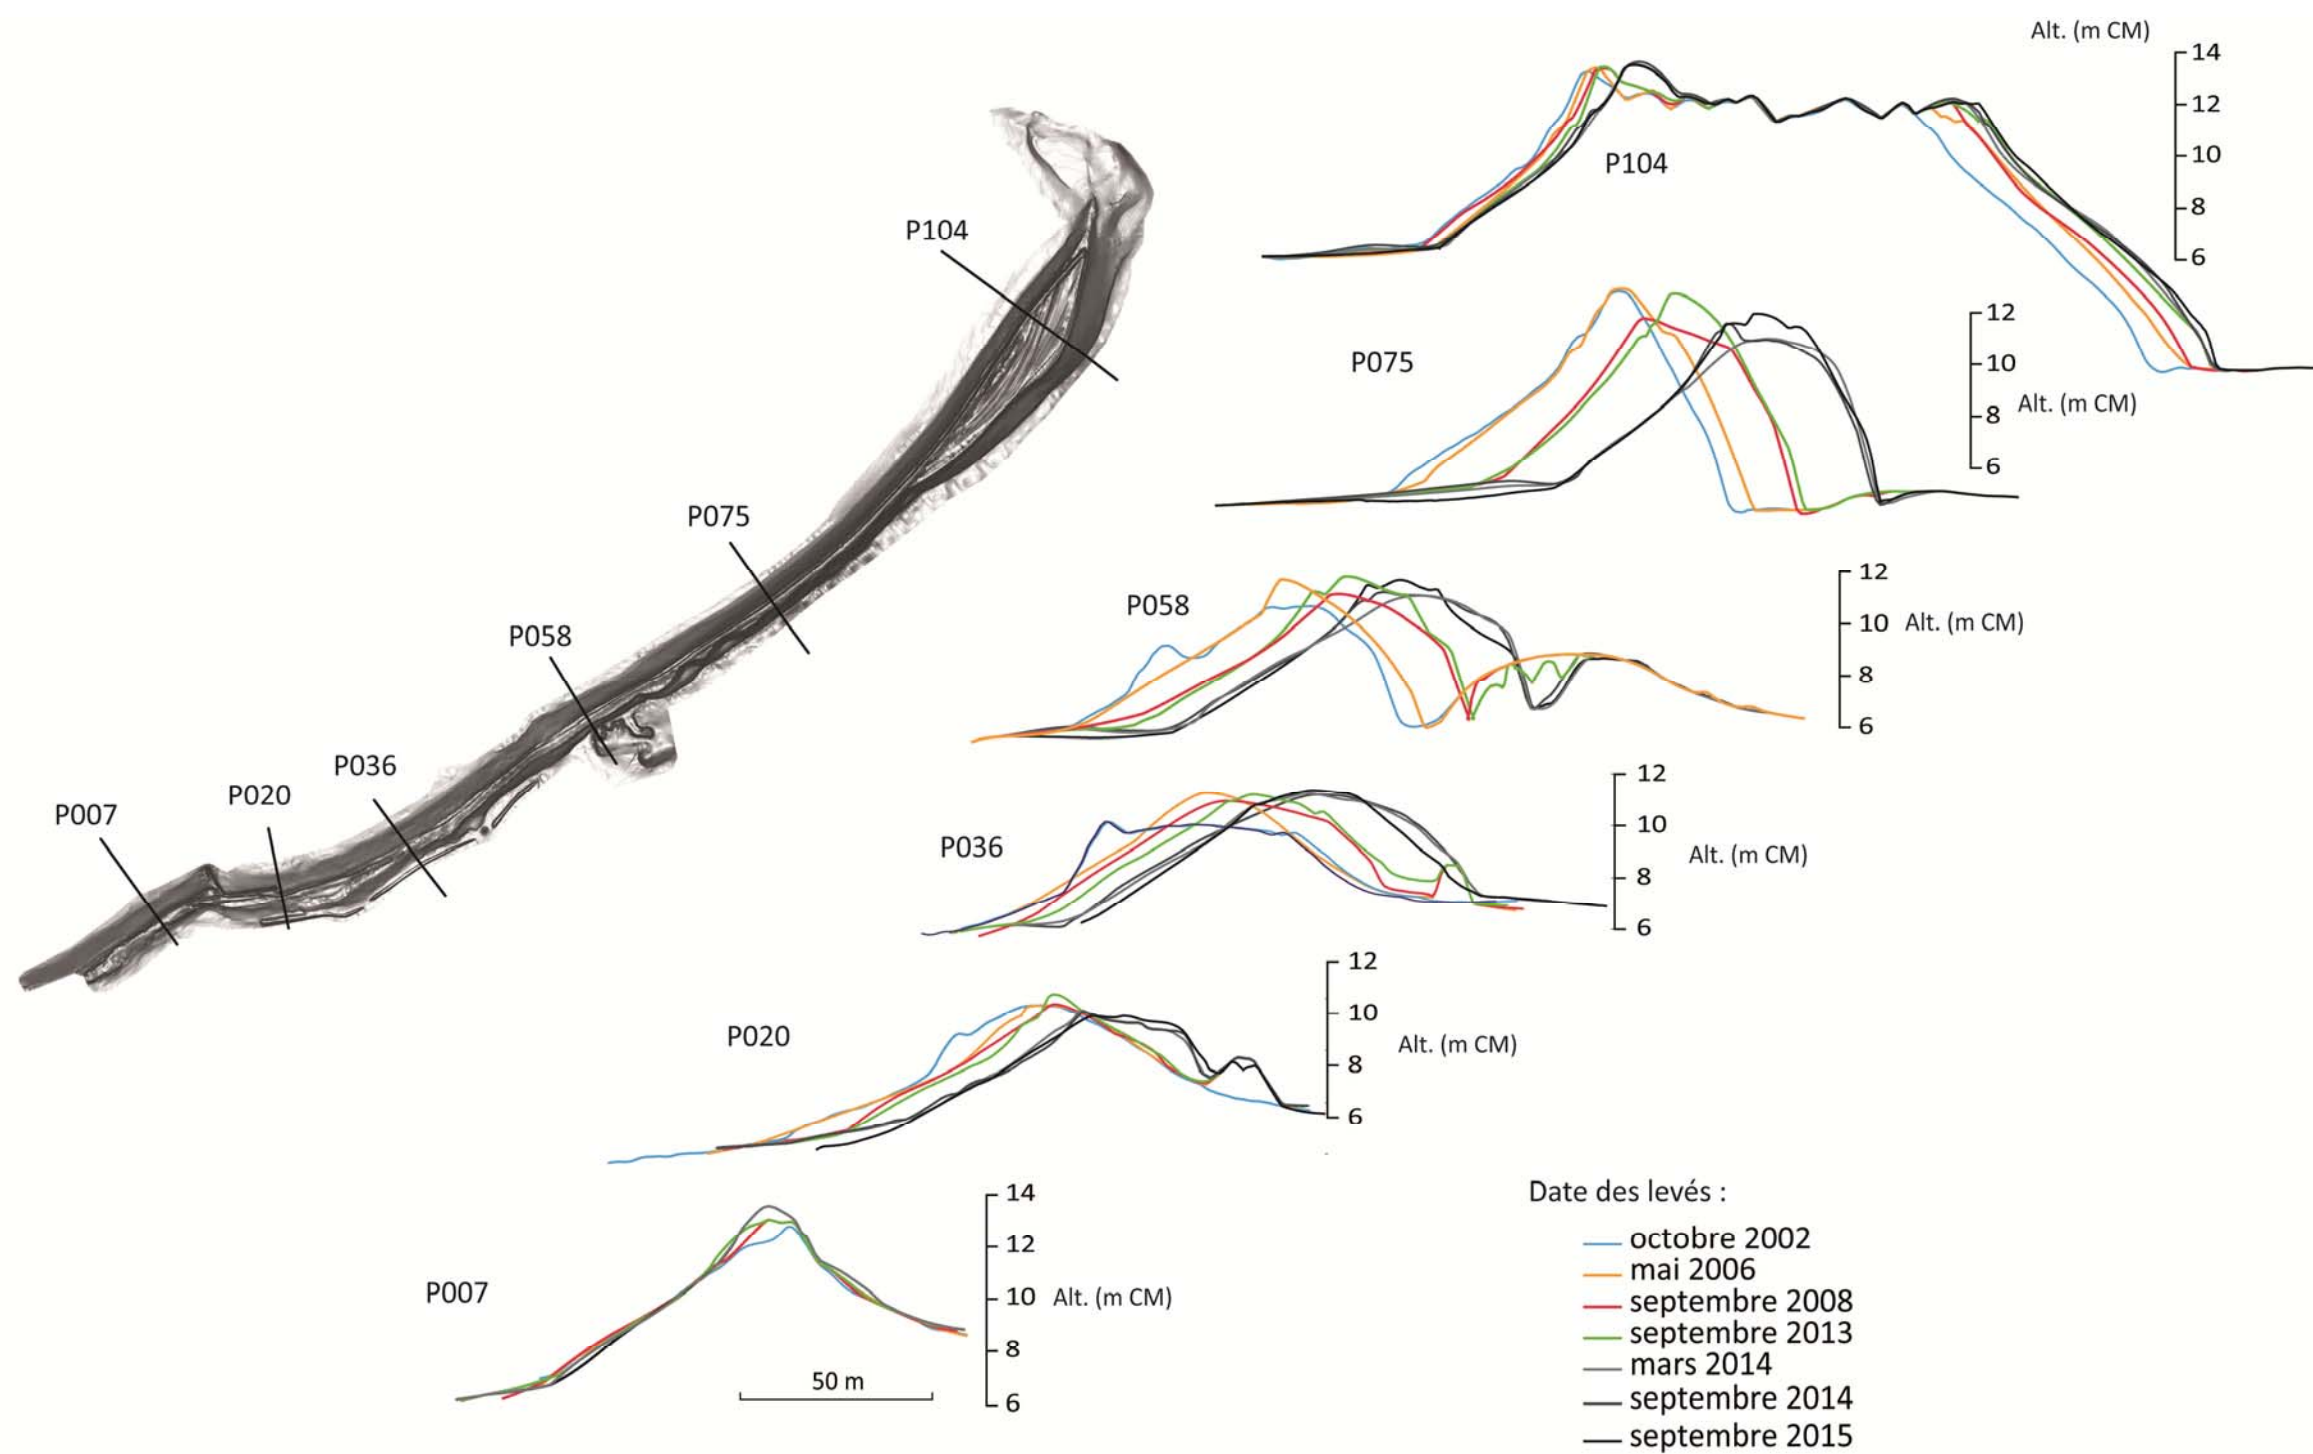 Alt. (m CM)
14
12
10
8
6
P104
P104
12
10
8
6
Alt. (m CM)
P075
P075
12
10
8
6
Alt. (m CM)
P058
P058
12
10
8
6
Alt. (m CM)
P036
P036
P020
P007
12
10
8
6
Alt. (m CM)
P020
14
12
10
8
6
Alt. (m CM)
P007
50 m
Date des levés :
octobre 2002
mai 2006
septembre 2008
septembre 2013
mars 2014
septembre 2014
septembre 2015